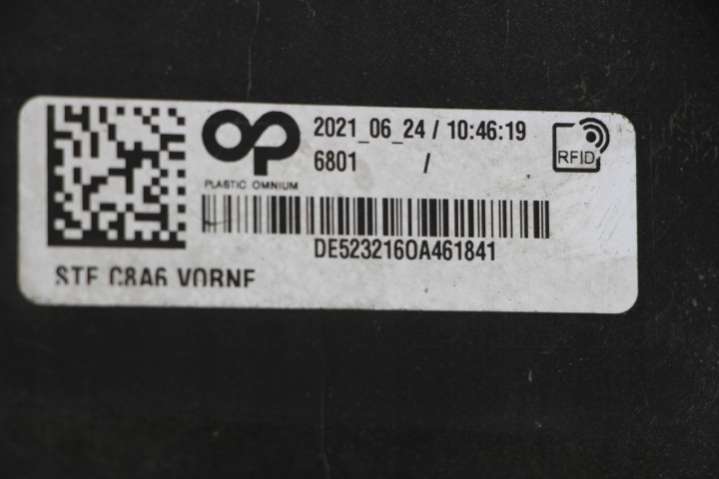 2021_06_24 / 10:46:19
RFID
6801 /
PLASTIC OMNIUM
DE5232160A461841
STF C8A6 VORNE